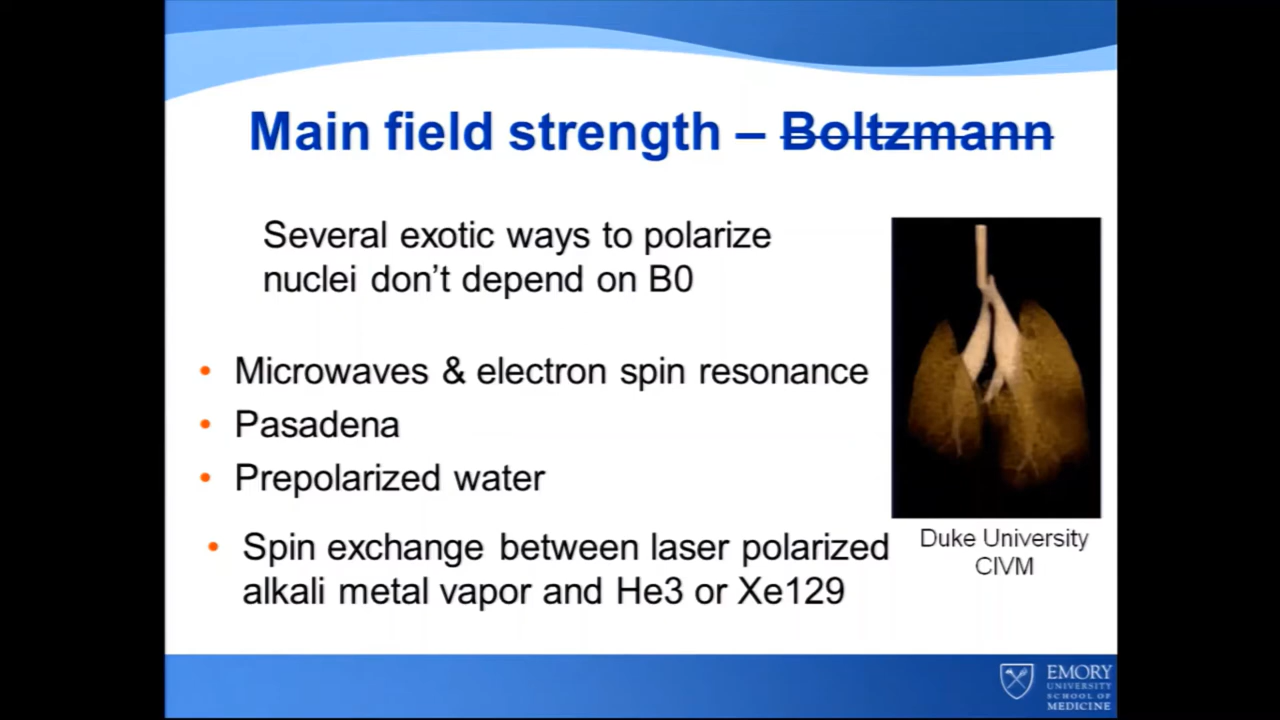 Main field strength – Boltzmann
Several exotic ways to polarize
nuclei don't depend on B0
• Microwaves & electron spin resonance
• Pasadena
• Prepolarized water
• Spin exchange between laser polarized
alkali metal vapor and He3 or Xe129
Duke University
CIVM
EMORY
UNIVERSITY
SCHOOL OF
MEDICINE